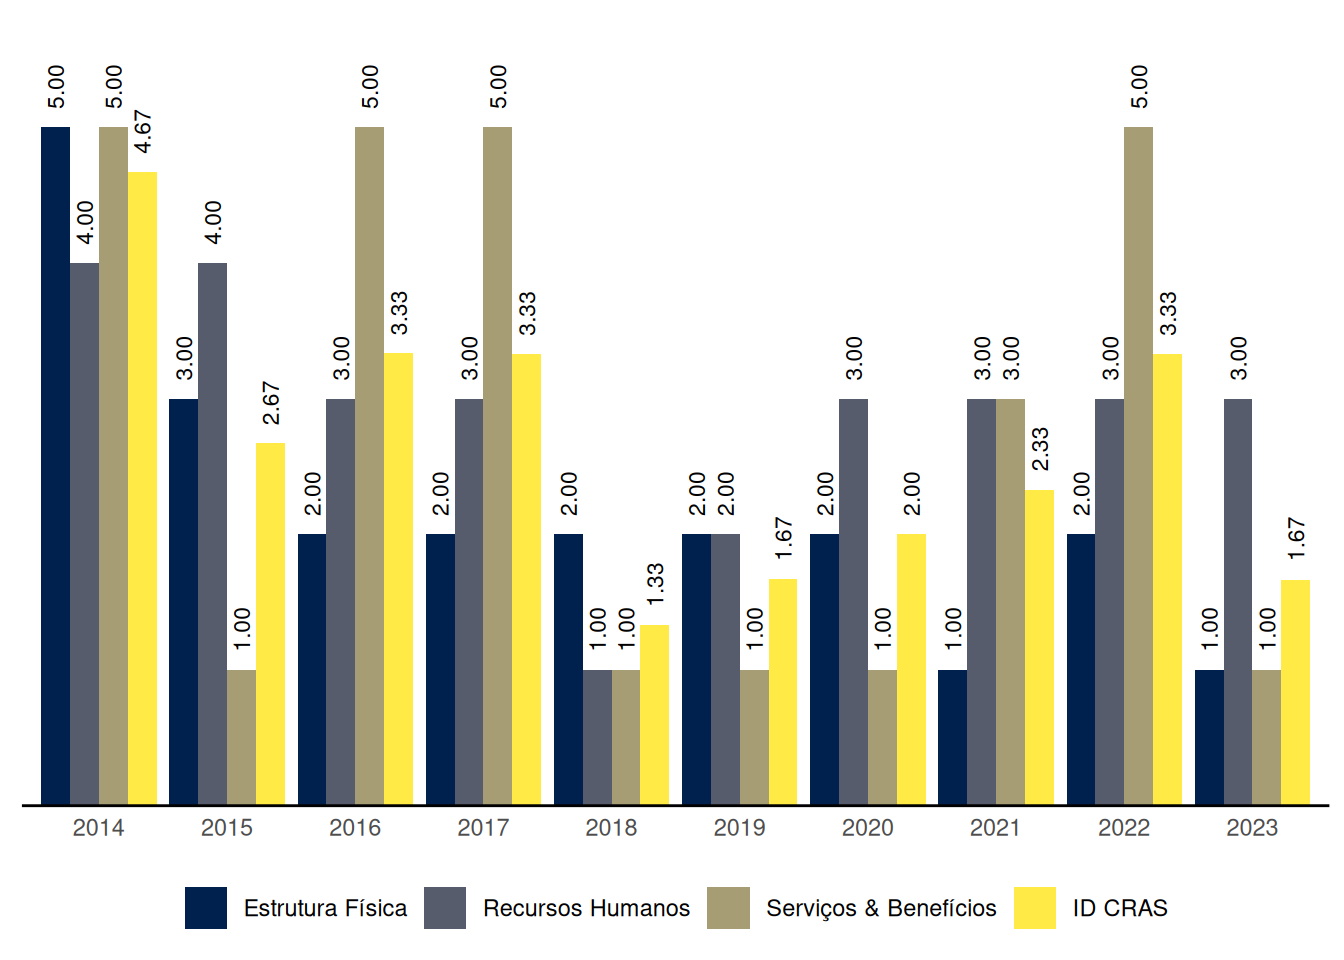 5.00 4.00 5.00 4.67
3.00 4.00 1.00 2.67
2.00 3.00 5.00 3.33
2.00 3.00 5.00 3.33
2.00 1.00 1.00 1.33
2.00 2.00 1.00 1.67
2.00 3.00 1.00 2.00
1.00 3.00 3.00 2.33
2.00 3.00 5.00 3.33
1.00 3.00 1.00 1.67
2014 2015 2016 2017 2018 2019 2020 2021 2022 2023
Estrutura Física Recursos Humanos Serviços & Benefícios ID CRAS